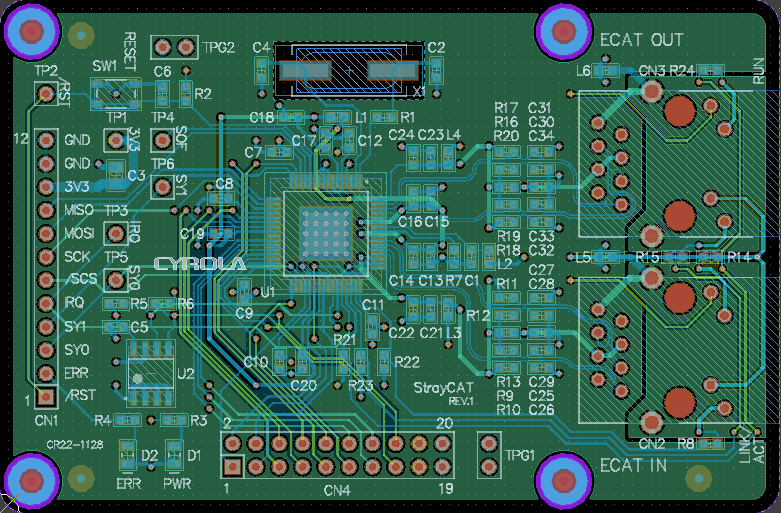 RESET
TPG2
C4
C2
ECAT OUT
TP2
SW1
C6
L6
CN3
R24
RUN
/RST
R2
X1
TP1
TP4
C18
L1
R1
R17
C31
R16
C30
12
GND
3V3
C17
C12
C24
C23
L4
R20
C34
GND
C7
TP6
C3
3V3
SY1
C8
MISO
TP3
C16
C15
MOSI
IRQ
C19
R19
C33
R18
C32
SCK
TP5
CYROLA
L2
L5
R15
R14
/SCS
SY0
C14
C13
R7
C1
C27
U1
R11
C28
IRQ
R5
R6
C9
C11
R12
SY1
C5
C22
C21
L3
R21
SY0
C10
R22
ERR
U2
C20
R23
R13
C29
/RST
StrayCAT
REV.1
R9
C25
1
R10
C26
CN1
R4
R3
2
20
CR22-1128
D2
D1
TPG1
CN2
R8
LINK/
ACT
ECAT IN
ERR
PWR
1
CN4
19